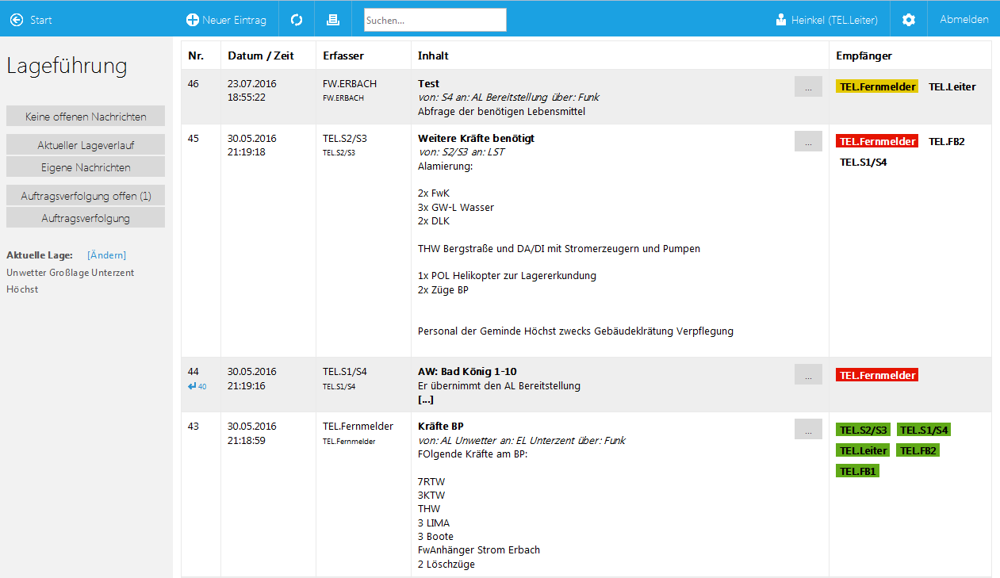 Start
Neuer Eintrag
Suchen...
Heinkel (TEL.Leiter)
Abmelden
Lageführung
Keine offenen Nachrichten
Aktueller Lageverlauf
Eigene Nachrichten
Auftragsverfolgung offen (1)
Auftragsverfolgung
Aktuelle Lage: [Ändern]
Unwetter Großlage Unterzent
Höchst
Nr. Datum / Zeit Erfasser Inhalt Empfänger
46
23.07.2016
18:55:22
FW.ERBACH
FW.ERBACH
Test
von: S4 an: AL Bereitstellung über: Funk
Abfrage der benötigen Lebensmittel
...
TEL.Fernmelder TEL.Leiter
45
30.05.2016
21:19:18
TEL.S2/S3
TEL.S2/S3
Weitere Kräfte benötigt
von: S2/S3 an: LST
Alamierung:
2x FwK
3x GW-L Wasser
2x DLK
THW Bergstraße und DA/DI mit Stromerzeugern und Pumpen
1x POL Helikopter zur Lagererkundung
2x Züge BP
Personal der Geminde Höchst zwecks Gebäudeklrätung Verpflegung
...
TEL.Fernmelder TEL.FB2
TEL.S1/S4
44
40
30.05.2016
21:19:16
TEL.S1/S4
TEL.S1/S4
AW: Bad König 1-10
Er übernimmt den AL Bereitstellung
[...]
...
TEL.Fernmelder
43
30.05.2016
21:18:59
TEL.Fernmelder
TEL.Fernmelder
Kräfte BP
von: AL Unwetter an: EL Unterzent über: Funk
FOlgende Kräfte am BP:
7RTW
3KTW
THW
3 LIMA
3 Boote
FwAnhänger Strom Erbach
2 Löschzüge
...
TEL.S2/S3 TEL.S1/S4
TEL.Leiter TEL.FB2
TEL.FB1